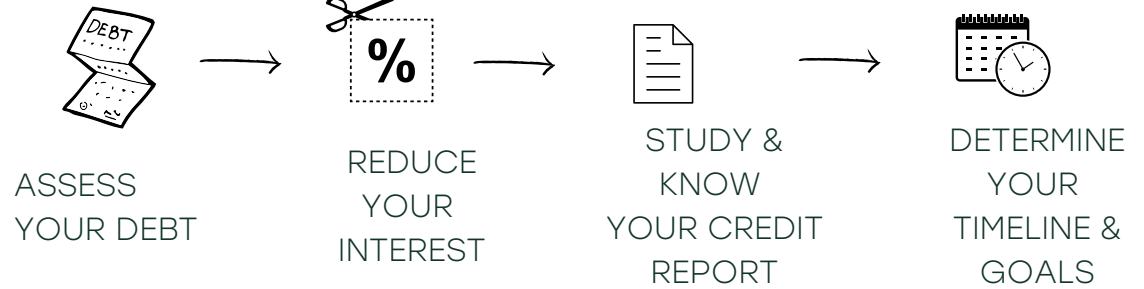 DEBT
%
ASSESS
YOUR DEBT
REDUCE
YOUR
INTEREST
STUDY &
KNOW
YOUR CREDIT
REPORT
DETERMINE
YOUR
TIMELINE &
GOALS